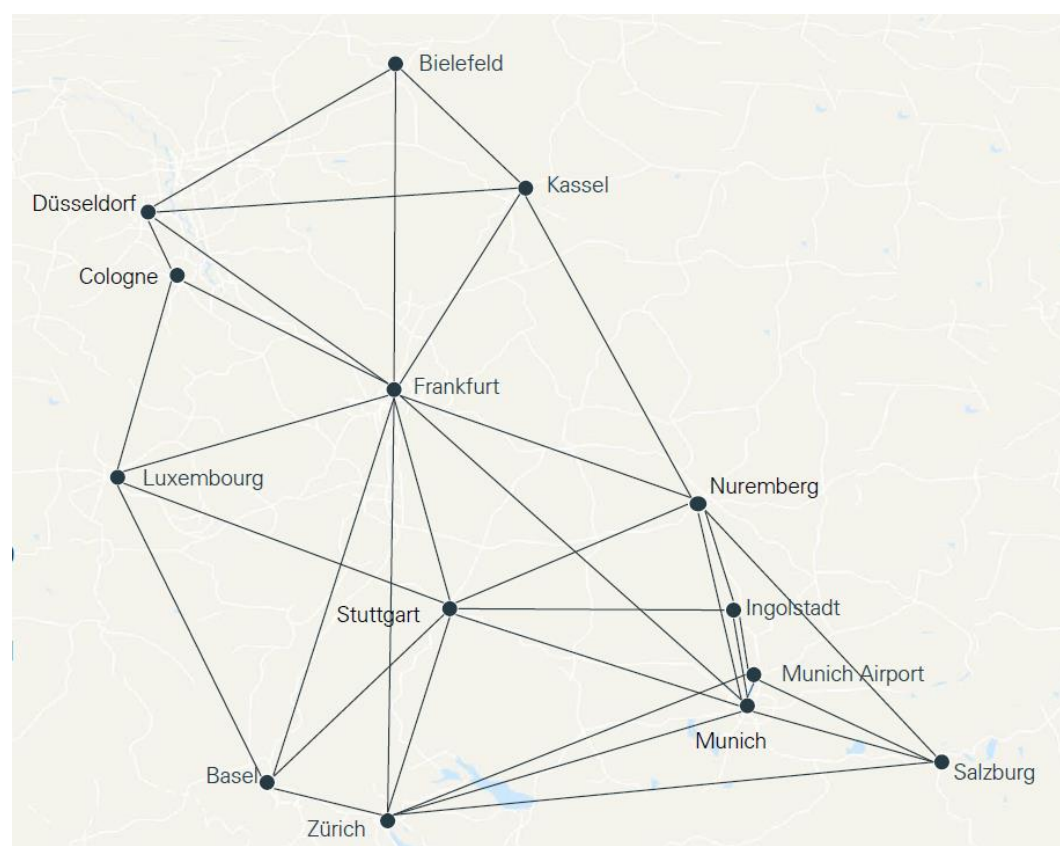 Bielefeld
Kassel
Düsseldorf
Cologne
Frankfurt
Luxembourg
Nuremberg
Stuttgart
Ingolstadt
Munich Airport
Munich
Basel
Salzburg
Zürich